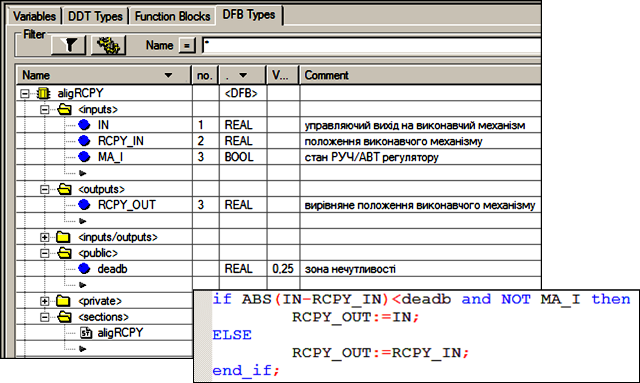 Variables DDT Types Function Blocks DFB Types
Filter
Name = *
Name no. . V... Comment
aligRCPY <DFB>
<inputs>
IN 1 REAL управляючий вихід на виконавчий механізм
RCPY_IN 2 REAL положення виконавчого механізму
MA_I 3 BOOL стан РУЧ/АВТ регулятору
<outputs>
RCPY_OUT 3 REAL вирівняне положення виконавчого механізму
<inputs/outputs>
<public>
deadb REAL 0,25 зона нечутливості
<private>
<sections>
aligRCPY
if ABS(IN-RCPY_IN)<deadb and NOT MA_I then
RCPY_OUT:=IN;
ELSE
RCPY_OUT:=RCPY_IN;
end_if;